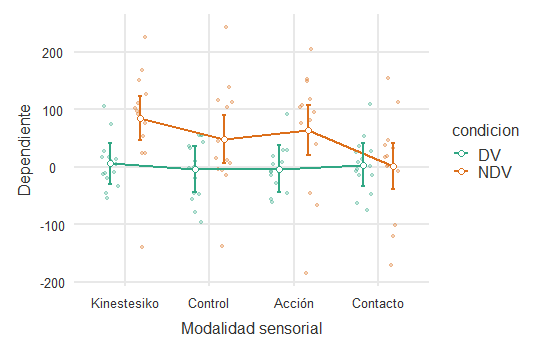 200
100
0
-100
-200
Dependiente
Kinestesiko Control Acción Contacto
Modalidad sensorial
condicion
DV
NDV